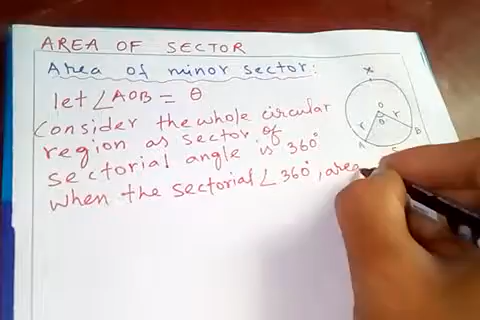 AREA OF SECTOR
Area of minor sector:
let ∠AOB = θ
Consider the whole circular
region as sector of
sectorial angle is 360°
When the sectorial ∠ 360°, area
X
O
θ
r r
A B
C